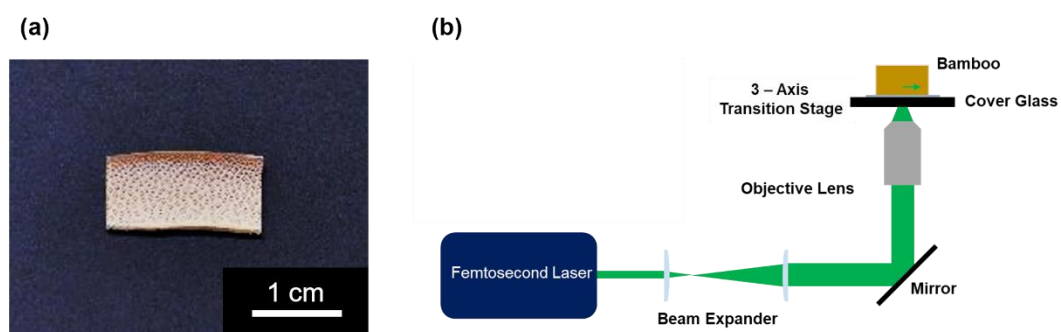 (a)
1 cm
(b)
Bamboo
3 – Axis
Transition Stage
Cover Glass
Objective Lens
Femtosecond Laser
Mirror
Beam Expander